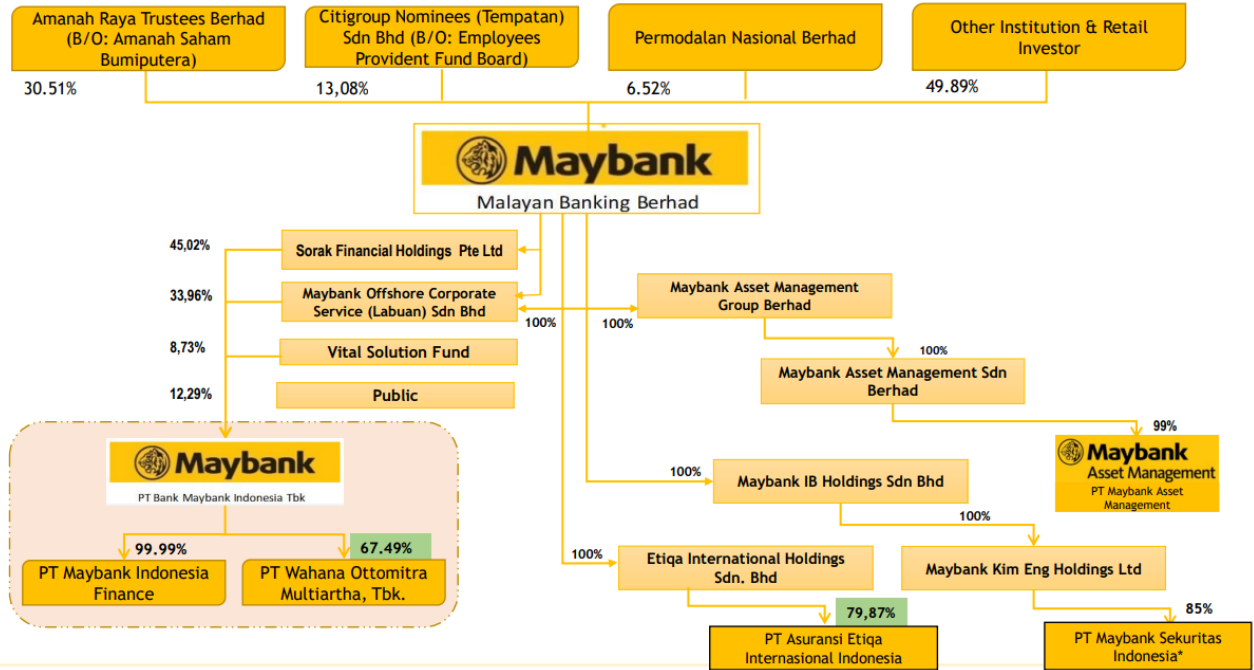 Amanah Raya Trustees Berhad
(B/O: Amanah Saham
Bumiputera)
Citigroup Nominees (Tempatan)
Sdn Bhd (B/O: Employees
Provident Fund Board)
Permodalan Nasional Berhad
Other Institution & Retail
Investor
30.51%
13,08%
6.52%
49.89%
Maybank
Malayan Banking Berhad
45,02%
Sorak Financial Holdings Pte Ltd
33,96%
Maybank Offshore Corporate
Service (Labuan) Sdn Bhd
100%
100%
Maybank Asset Management
Group Berhad
8,73%
Vital Solution Fund
100%
Maybank Asset Management Sdn
Berhad
12,29%
Public
99%
Maybank
Asset Management
PT Maybank Asset
Management
Maybank
PT Bank Maybank Indonesia Tbk
100%
Maybank IB Holdings Sdn Bhd
100%
99.99%
67.49%
PT Maybank Indonesia
Finance
PT Wahana Ottomitra
Multiartha, Tbk.
100%
Etiqa International Holdings
Sdn. Bhd
Maybank Kim Eng Holdings Ltd
79,87%
85%
PT Asuransi Etiqa
Internasional Indonesia
PT Maybank Sekuritas
Indonesia*